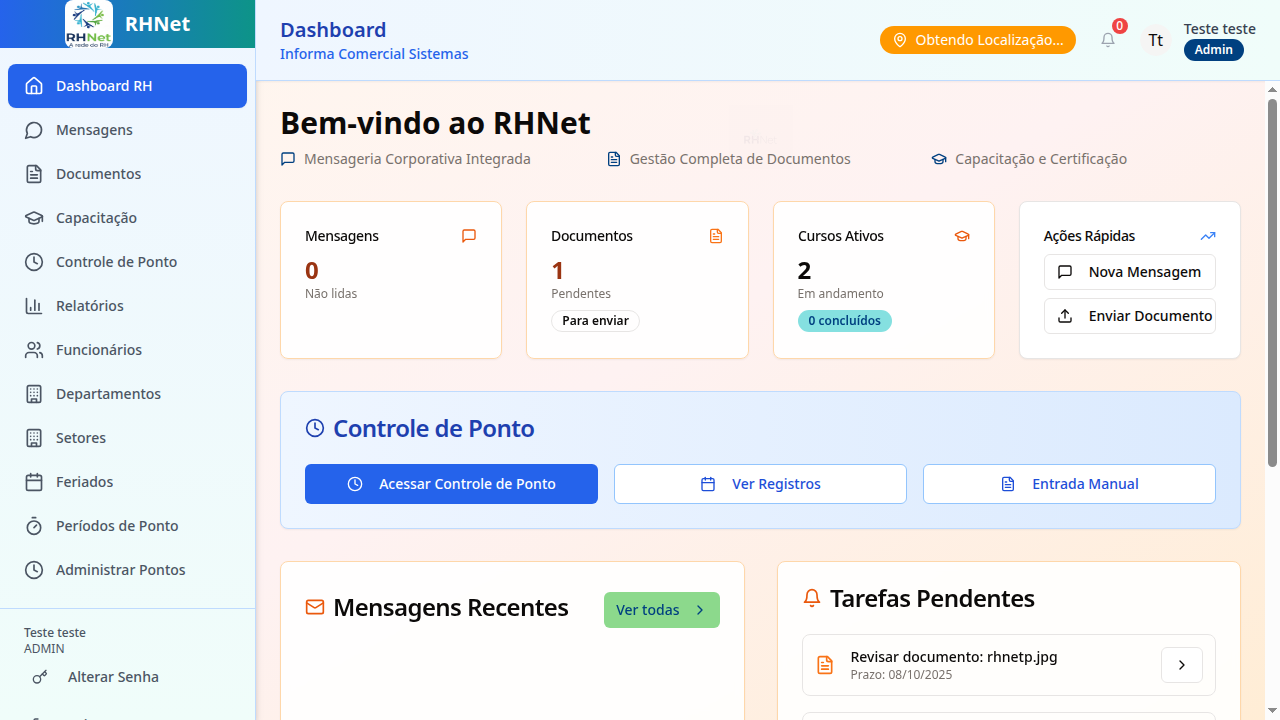 RHNet
A rede do RH
RHNet
Dashboard
Informa Comercial Sistemas
Obtendo Localização...
0
Tt
Teste teste
Admin
Dashboard RH
Mensagens
Documentos
Capacitação
Controle de Ponto
Relatórios
Funcionários
Departamentos
Setores
Feriados
Períodos de Ponto
Administrar Pontos
Teste teste
ADMIN
Alterar Senha
Bem-vindo ao RHNet
Mensageria Corporativa Integrada
Gestão Completa de Documentos
Capacitação e Certificação
Mensagens
0
Não lidas
Documentos
1
Pendentes
Para enviar
Cursos Ativos
2
Em andamento
0 concluídos
Ações Rápidas
Nova Mensagem
Enviar Documento
Controle de Ponto
Acessar Controle de Ponto
Ver Registros
Entrada Manual
Mensagens Recentes
Ver todas
Tarefas Pendentes
Revisar documento: rhnetp.jpg
Prazo: 08/10/2025